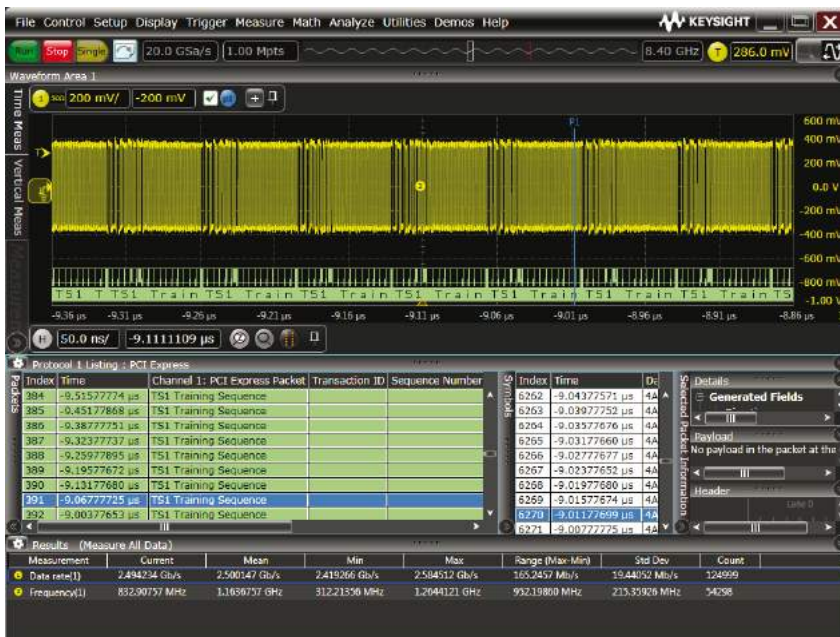 File Control Setup Display Trigger Measure Math Analyze Utilities Demos Help KEYSIGHT
Run Stop Single 20.0 GSa/s 1.00 Mpts 8.40 GHz T 286.0 mV
Waveform Area 1
Time Meas
Vertical Meas
200 mV/ -200 mV
600 mV
400 mV
200 mV
0.0 V
-200 mV
-400 mV
-600 mV
-800 mV
-1.00 V
TS1 T Train TS1 Train TS1 Train TS1 Train TS1 Train TS1 Train TS1 Train TS
-9.36 µs -9.31 µs -9.26 µs -9.21 µs -9.16 µs -9.11 µs -9.06 µs -9.01 µs -8.96 µs -8.91 µs -8.86 µs
H 50.0 ns/ -9.1111109 µs
Protocol 1 Listing : PCI Express
Packets
Index Time Channel 1: PCI Express Packet Transaction ID Sequence Number
384 -9.51577774 µs TS1 Training Sequence
385 -9.45177868 µs TS1 Training Sequence
386 -9.38777751 µs TS1 Training Sequence
387 -9.32377737 µs TS1 Training Sequence
388 -9.25977895 µs TS1 Training Sequence
389 -9.19577672 µs TS1 Training Sequence
390 -9.13177680 µs TS1 Training Sequence
391 -9.06777725 µs TS1 Training Sequence
392 -9.00377653 µs TS1 Training Sequence
Symbols
Index Time
6262 -9.04377571 µs 4A
6263 -9.03977752 µs 4A
6264 -9.03577676 µs 4A
6265 -9.03177660 µs 4A
6266 -9.02777677 µs 4A
6267 -9.02377652 µs 4A
6268 -9.01977680 µs 4A
6269 -9.01577674 µs 4A
6270 -9.01177699 µs 4A
6271 -9.00777775 µs 4A
Selected Packet Information
Details
Generated Fields
Payload
No payload in the packet at the
Header
Results (Measure All Data)
Measurement Current Mean Min Max Range (Max-Min) Std Dev Count
Data rate(1) 2.494234 Gb/s 2.500147 Gb/s 2.419266 Gb/s 2.584512 Gb/s 165.2457 Mb/s 19.44052 Mb/s 124999
Frequency(1) 832.90757 MHz 1.1636757 GHz 312.21356 MHz 1.2644121 GHz 952.19860 MHz 215.35926 MHz 54298